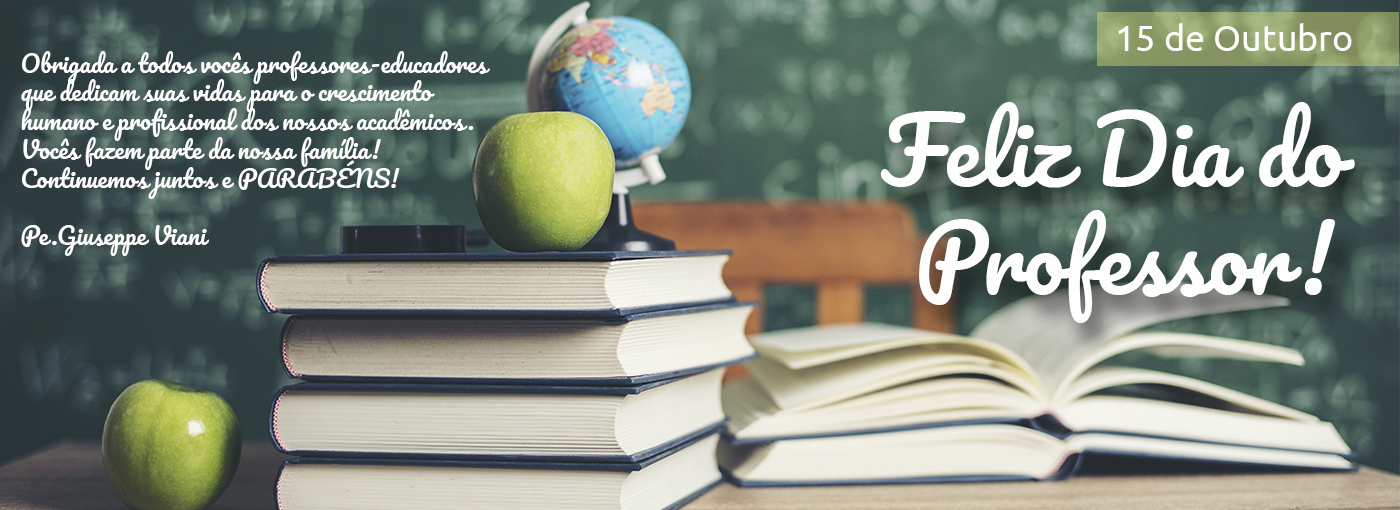 Obrigada a todos vocês professores-educadores
que dedicam suas vidas para o crescimento
humano e profissional dos nossos acadêmicos.
Vocês fazem parte da nossa família!
Continuemos juntos e PARABÉNS!
Pe.Giuseppe Viani
15 de Outubro
Feliz Dia do
Professor!